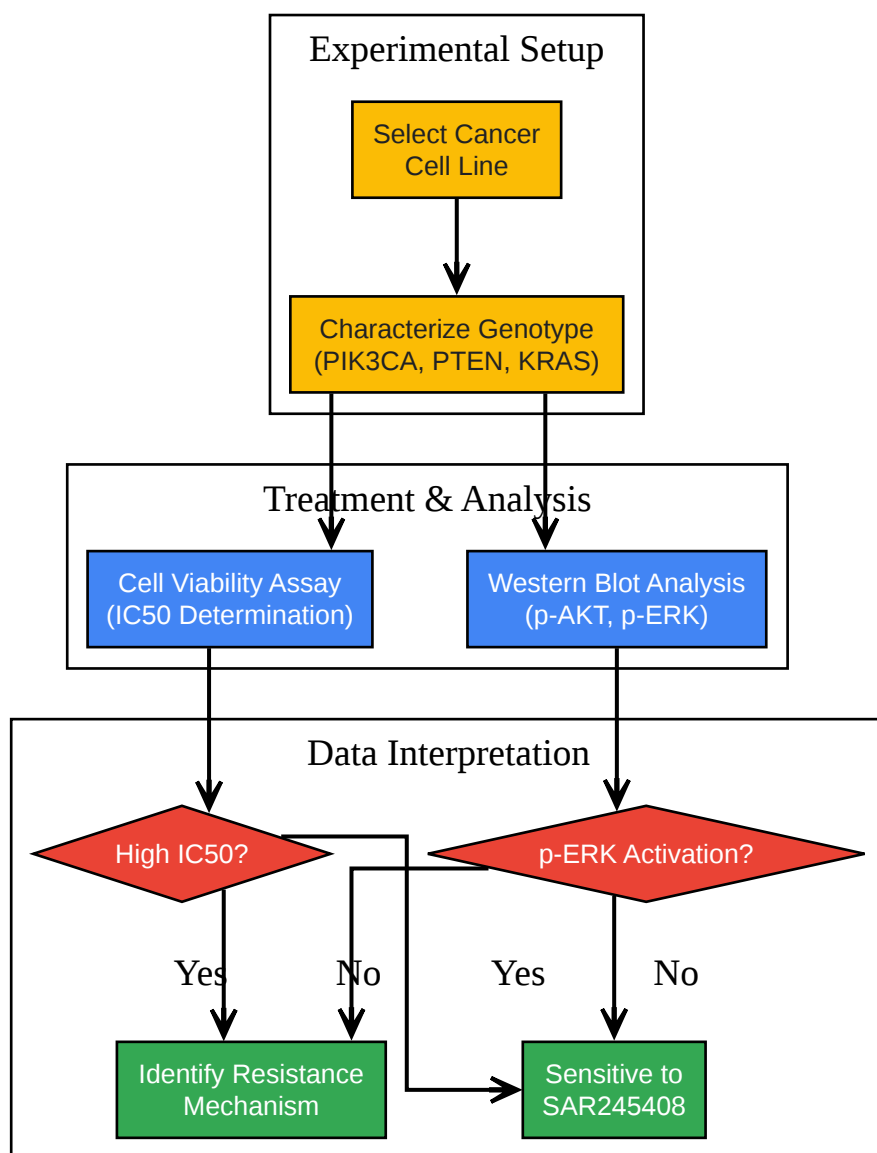 Experimental Setup
Select Cancer
Cell Line
Characterize Genotype
(PIK3CA, PTEN, KRAS)
Treatment & Analysis
Cell Viability Assay
(IC50 Determination)
Western Blot Analysis
(p-AKT, p-ERK)
Data Interpretation
High IC50?
p-ERK Activation?
Yes
No
Yes
No
Identify Resistance
Mechanism
Sensitive to
SAR245408